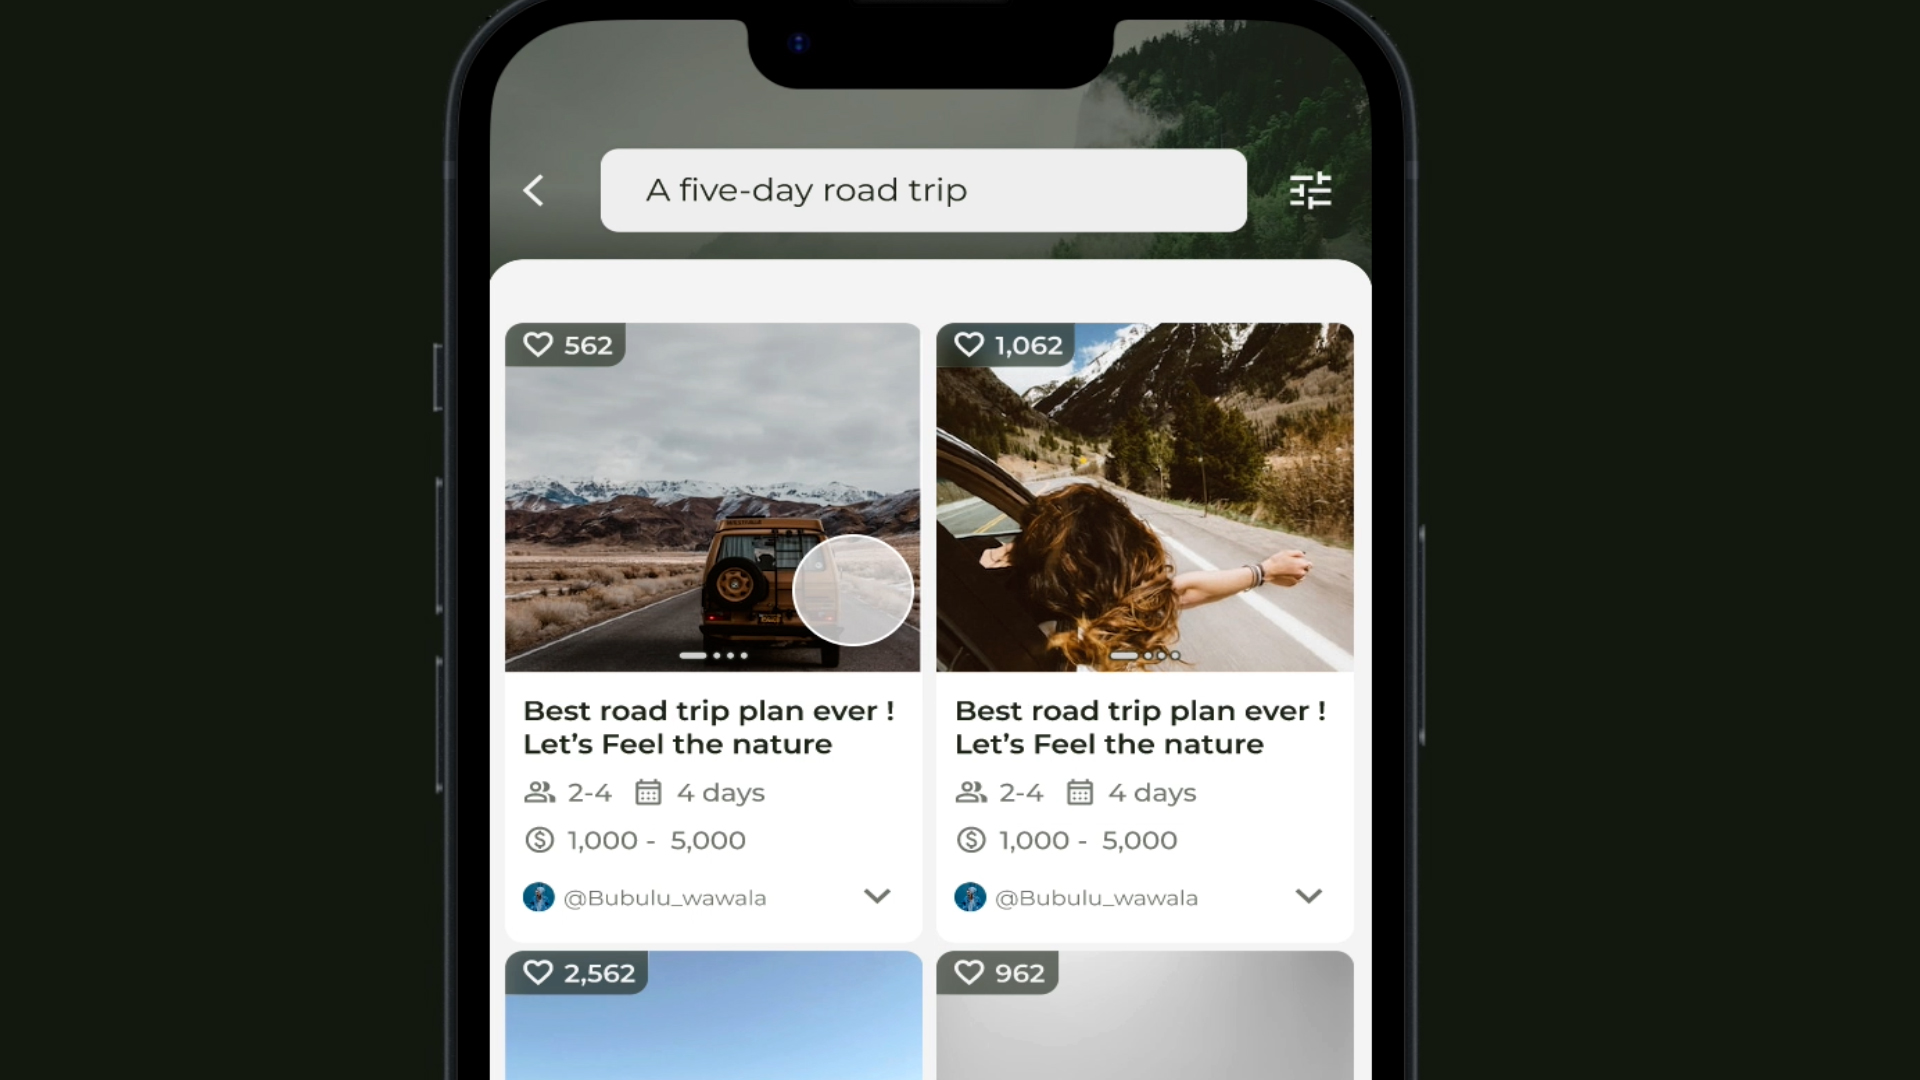 A five-day road trip
562
1,062
Best road trip plan ever !
Let’s Feel the nature
2-4 4 days
1,000 - 5,000
@Bubulu_wawala
Best road trip plan ever !
Let’s Feel the nature
2-4 4 days
1,000 - 5,000
@Bubulu_wawala
2,562
962